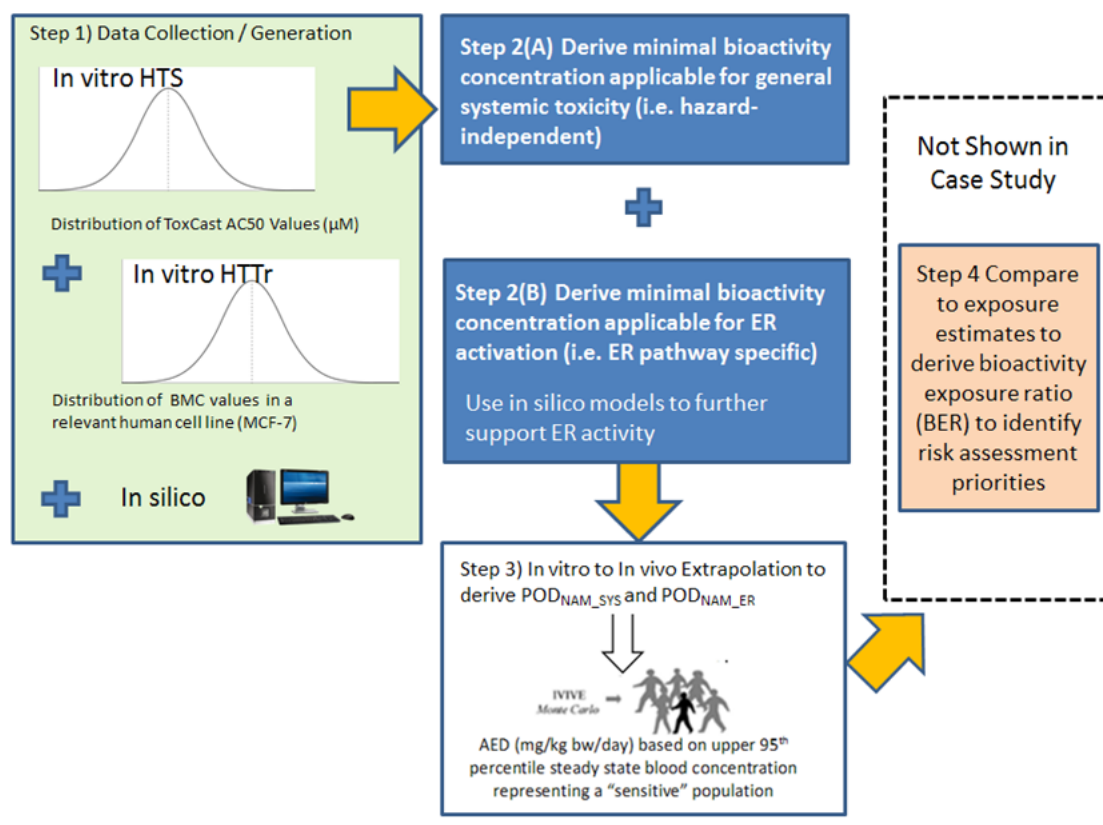 Step 1) Data Collection / Generation
In vitro HTS
Distribution of ToxCast AC50 Values (µM)
In vitro HTTr
Distribution of BMC values in a
relevant human cell line (MCF-7)
In silico
Step 2(A) Derive minimal bioactivity
concentration applicable for general
systemic toxicity (i.e. hazard-
independent)
Step 2(B) Derive minimal bioactivity
concentration applicable for ER
activation (i.e. ER pathway specific)
Use in silico models to further
support ER activity
Step 3) In vitro to In vivo Extrapolation to
derive PODNAM_SYS and PODNAM_ER
IVIVE
Monte Carlo
AED (mg/kg bw/day) based on upper 95th
percentile steady state blood concentration
representing a “sensitive” population
Not Shown in
Case Study
Step 4 Compare
to exposure
estimates to
derive bioactivity
exposure ratio
(BER) to identify
risk assessment
priorities